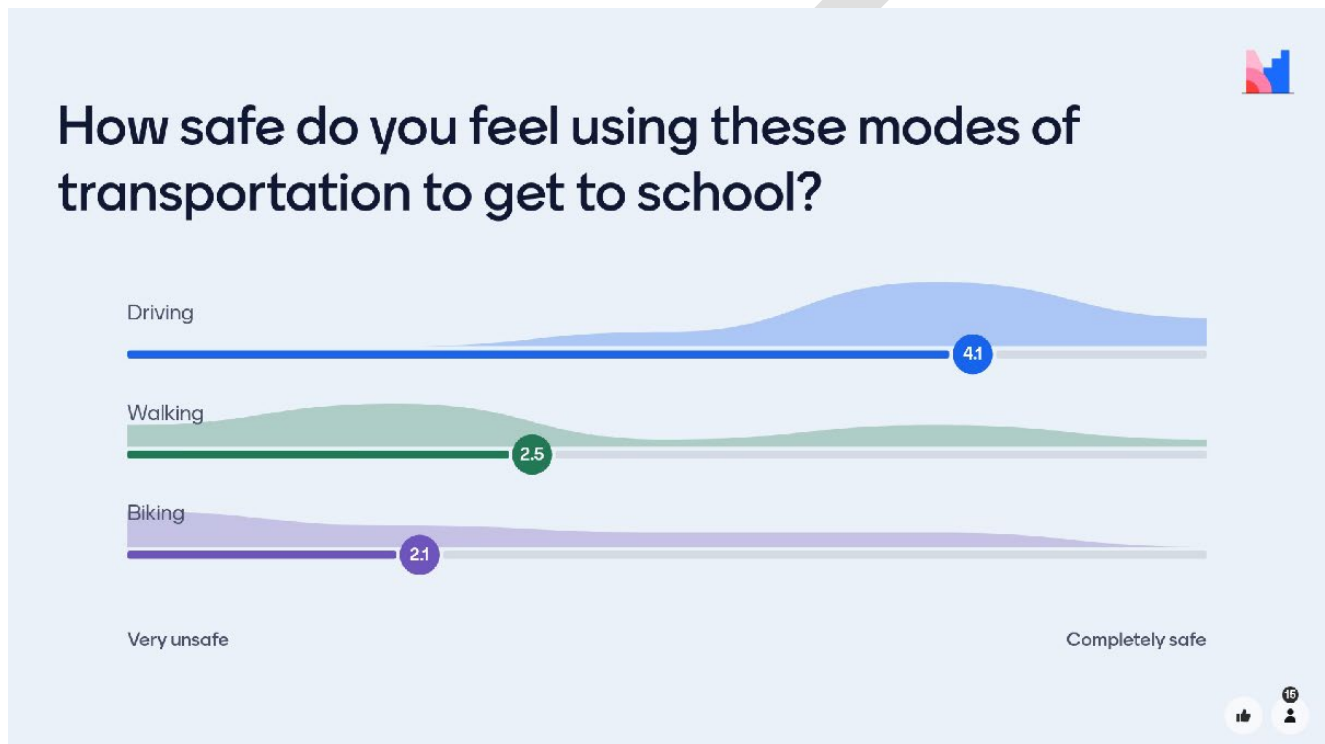 How safe do you feel using these modes of
transportation to get to school?
Driving
4.1
Walking
2.5
Biking
2.1
Very unsafe
Completely safe
15